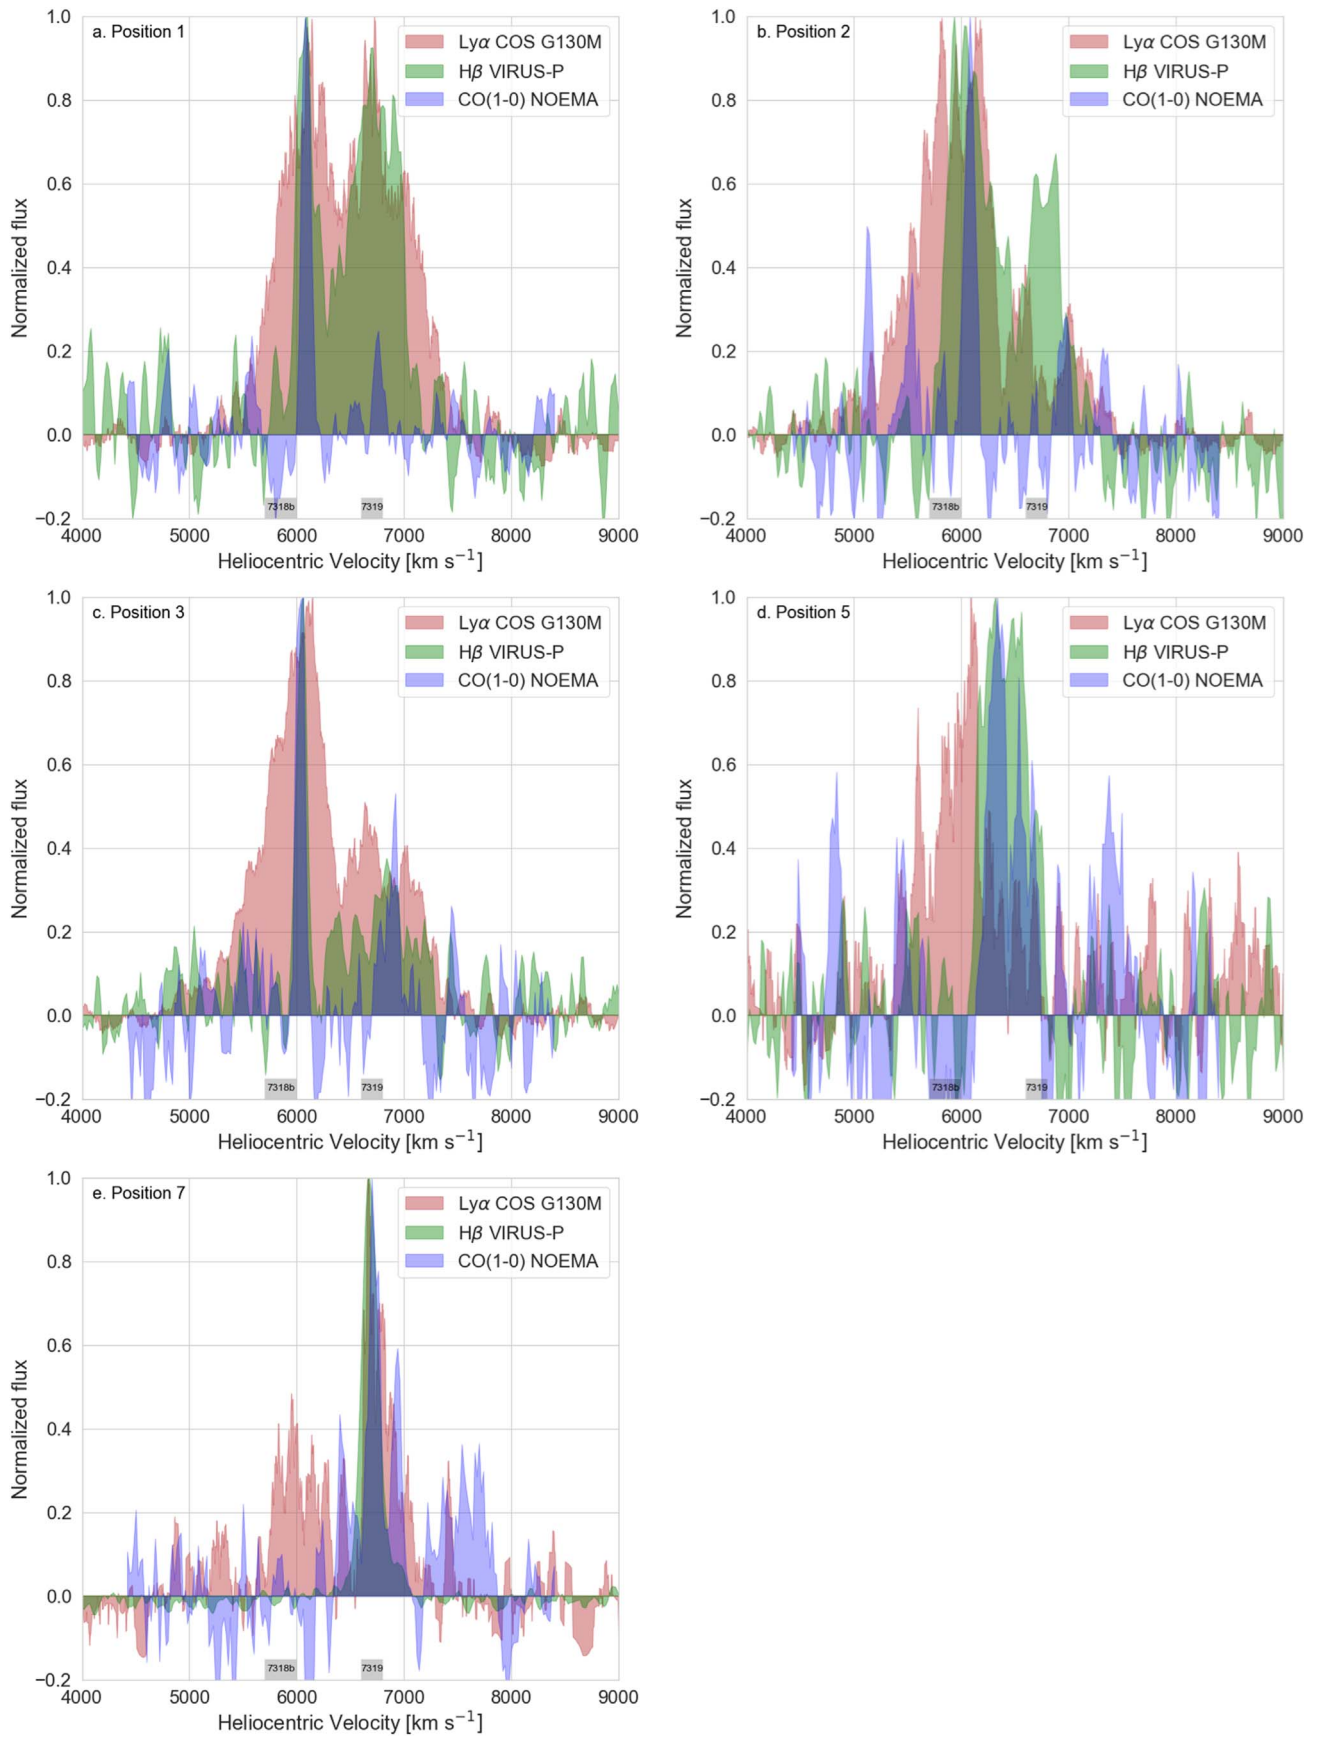 a. Position 1
Lyα COS G130M
Hβ VIRUS-P
CO(1-0) NOEMA
1.0
0.8
0.6
0.4
0.2
0.0
−0.2
Normalized flux
7318b
7319
4000 5000 6000 7000 8000 9000
Heliocentric Velocity [km s⁻¹]
b. Position 2
Lyα COS G130M
Hβ VIRUS-P
CO(1-0) NOEMA
1.0
0.8
0.6
0.4
0.2
0.0
−0.2
Normalized flux
7318b
7319
4000 5000 6000 7000 8000 9000
Heliocentric Velocity [km s⁻¹]
c. Position 3
Lyα COS G130M
Hβ VIRUS-P
CO(1-0) NOEMA
1.0
0.8
0.6
0.4
0.2
0.0
−0.2
Normalized flux
7318b
7319
4000 5000 6000 7000 8000 9000
Heliocentric Velocity [km s⁻¹]
d. Position 5
Lyα COS G130M
Hβ VIRUS-P
CO(1-0) NOEMA
1.0
0.8
0.6
0.4
0.2
0.0
−0.2
Normalized flux
7318b
7319
4000 5000 6000 7000 8000 9000
Heliocentric Velocity [km s⁻¹]
e. Position 7
Lyα COS G130M
Hβ VIRUS-P
CO(1-0) NOEMA
1.0
0.8
0.6
0.4
0.2
0.0
−0.2
Normalized flux
7318b
7319
4000 5000 6000 7000 8000 9000
Heliocentric Velocity [km s⁻¹]